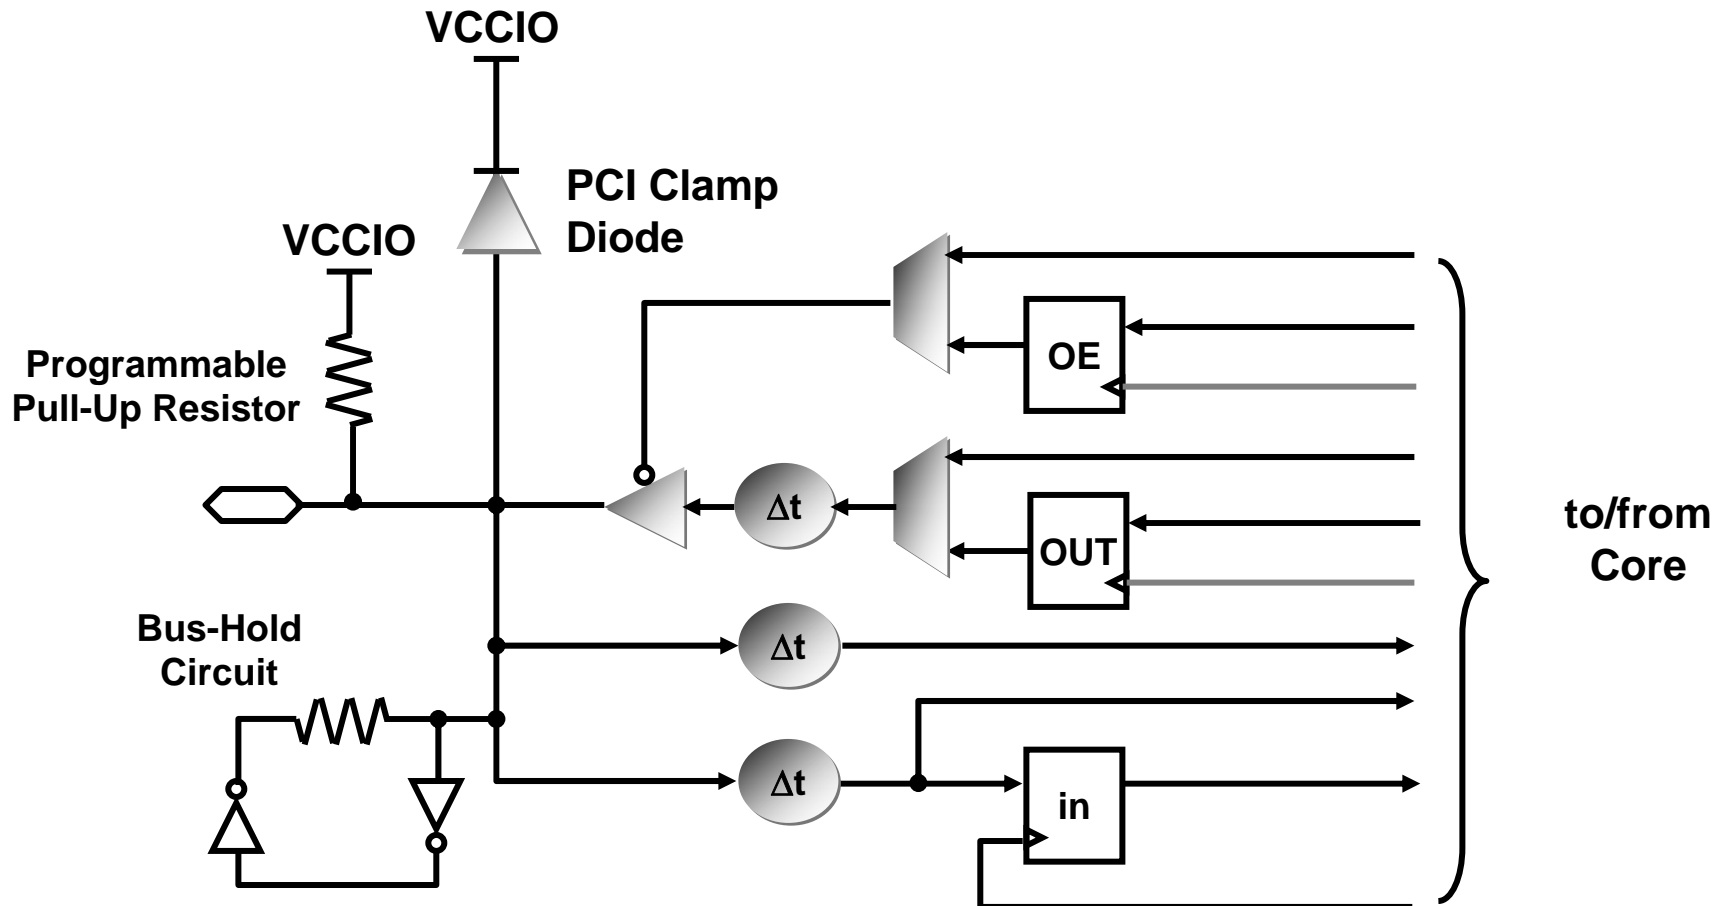 VCCIO
PCI Clamp
Diode
VCCIO
Programmable
Pull-Up Resistor
OE
Δt
OUT
to/from
Core
Bus-Hold
Circuit
Δt
Δt
in